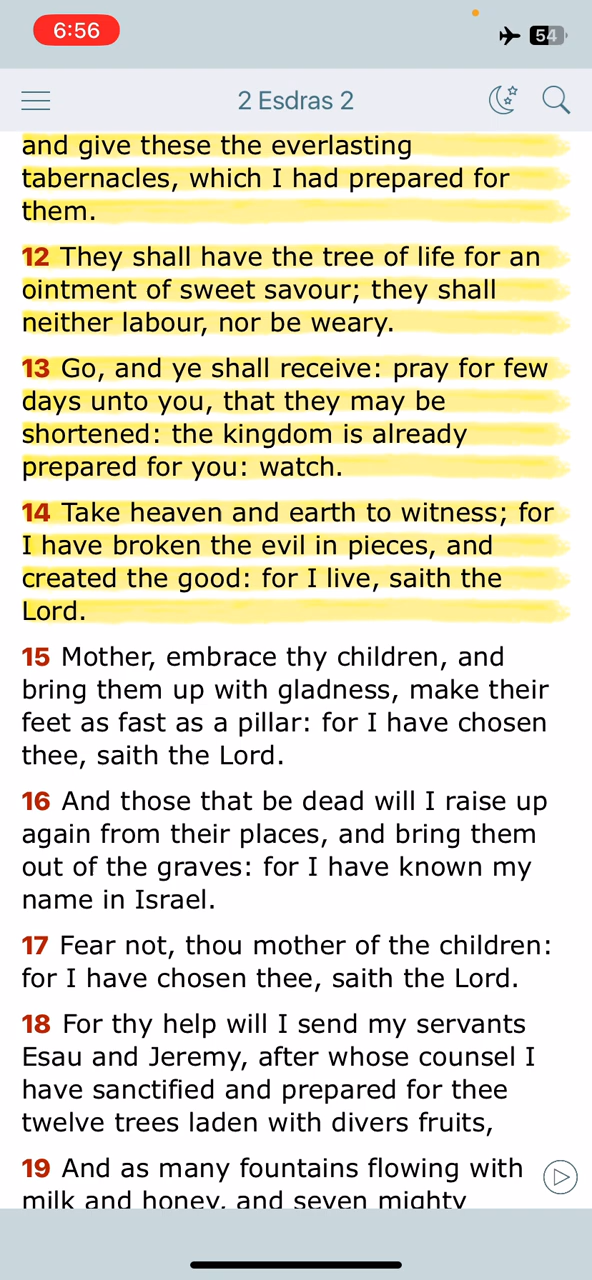 6:56
54
2 Esdras 2
and give these the everlasting
tabernacles, which I had prepared for
them.
12 They shall have the tree of life for an
ointment of sweet savour; they shall
neither labour, nor be weary.
13 Go, and ye shall receive: pray for few
days unto you, that they may be
shortened: the kingdom is already
prepared for you: watch.
14 Take heaven and earth to witness; for
I have broken the evil in pieces, and
created the good: for I live, saith the
Lord.
15 Mother, embrace thy children, and
bring them up with gladness, make their
feet as fast as a pillar: for I have chosen
thee, saith the Lord.
16 And those that be dead will I raise up
again from their places, and bring them
out of the graves: for I have known my
name in Israel.
17 Fear not, thou mother of the children:
for I have chosen thee, saith the Lord.
18 For thy help will I send my servants
Esau and Jeremy, after whose counsel I
have sanctified and prepared for thee
twelve trees laden with divers fruits,
19 And as many fountains flowing with
milk and honey, and seven mighty